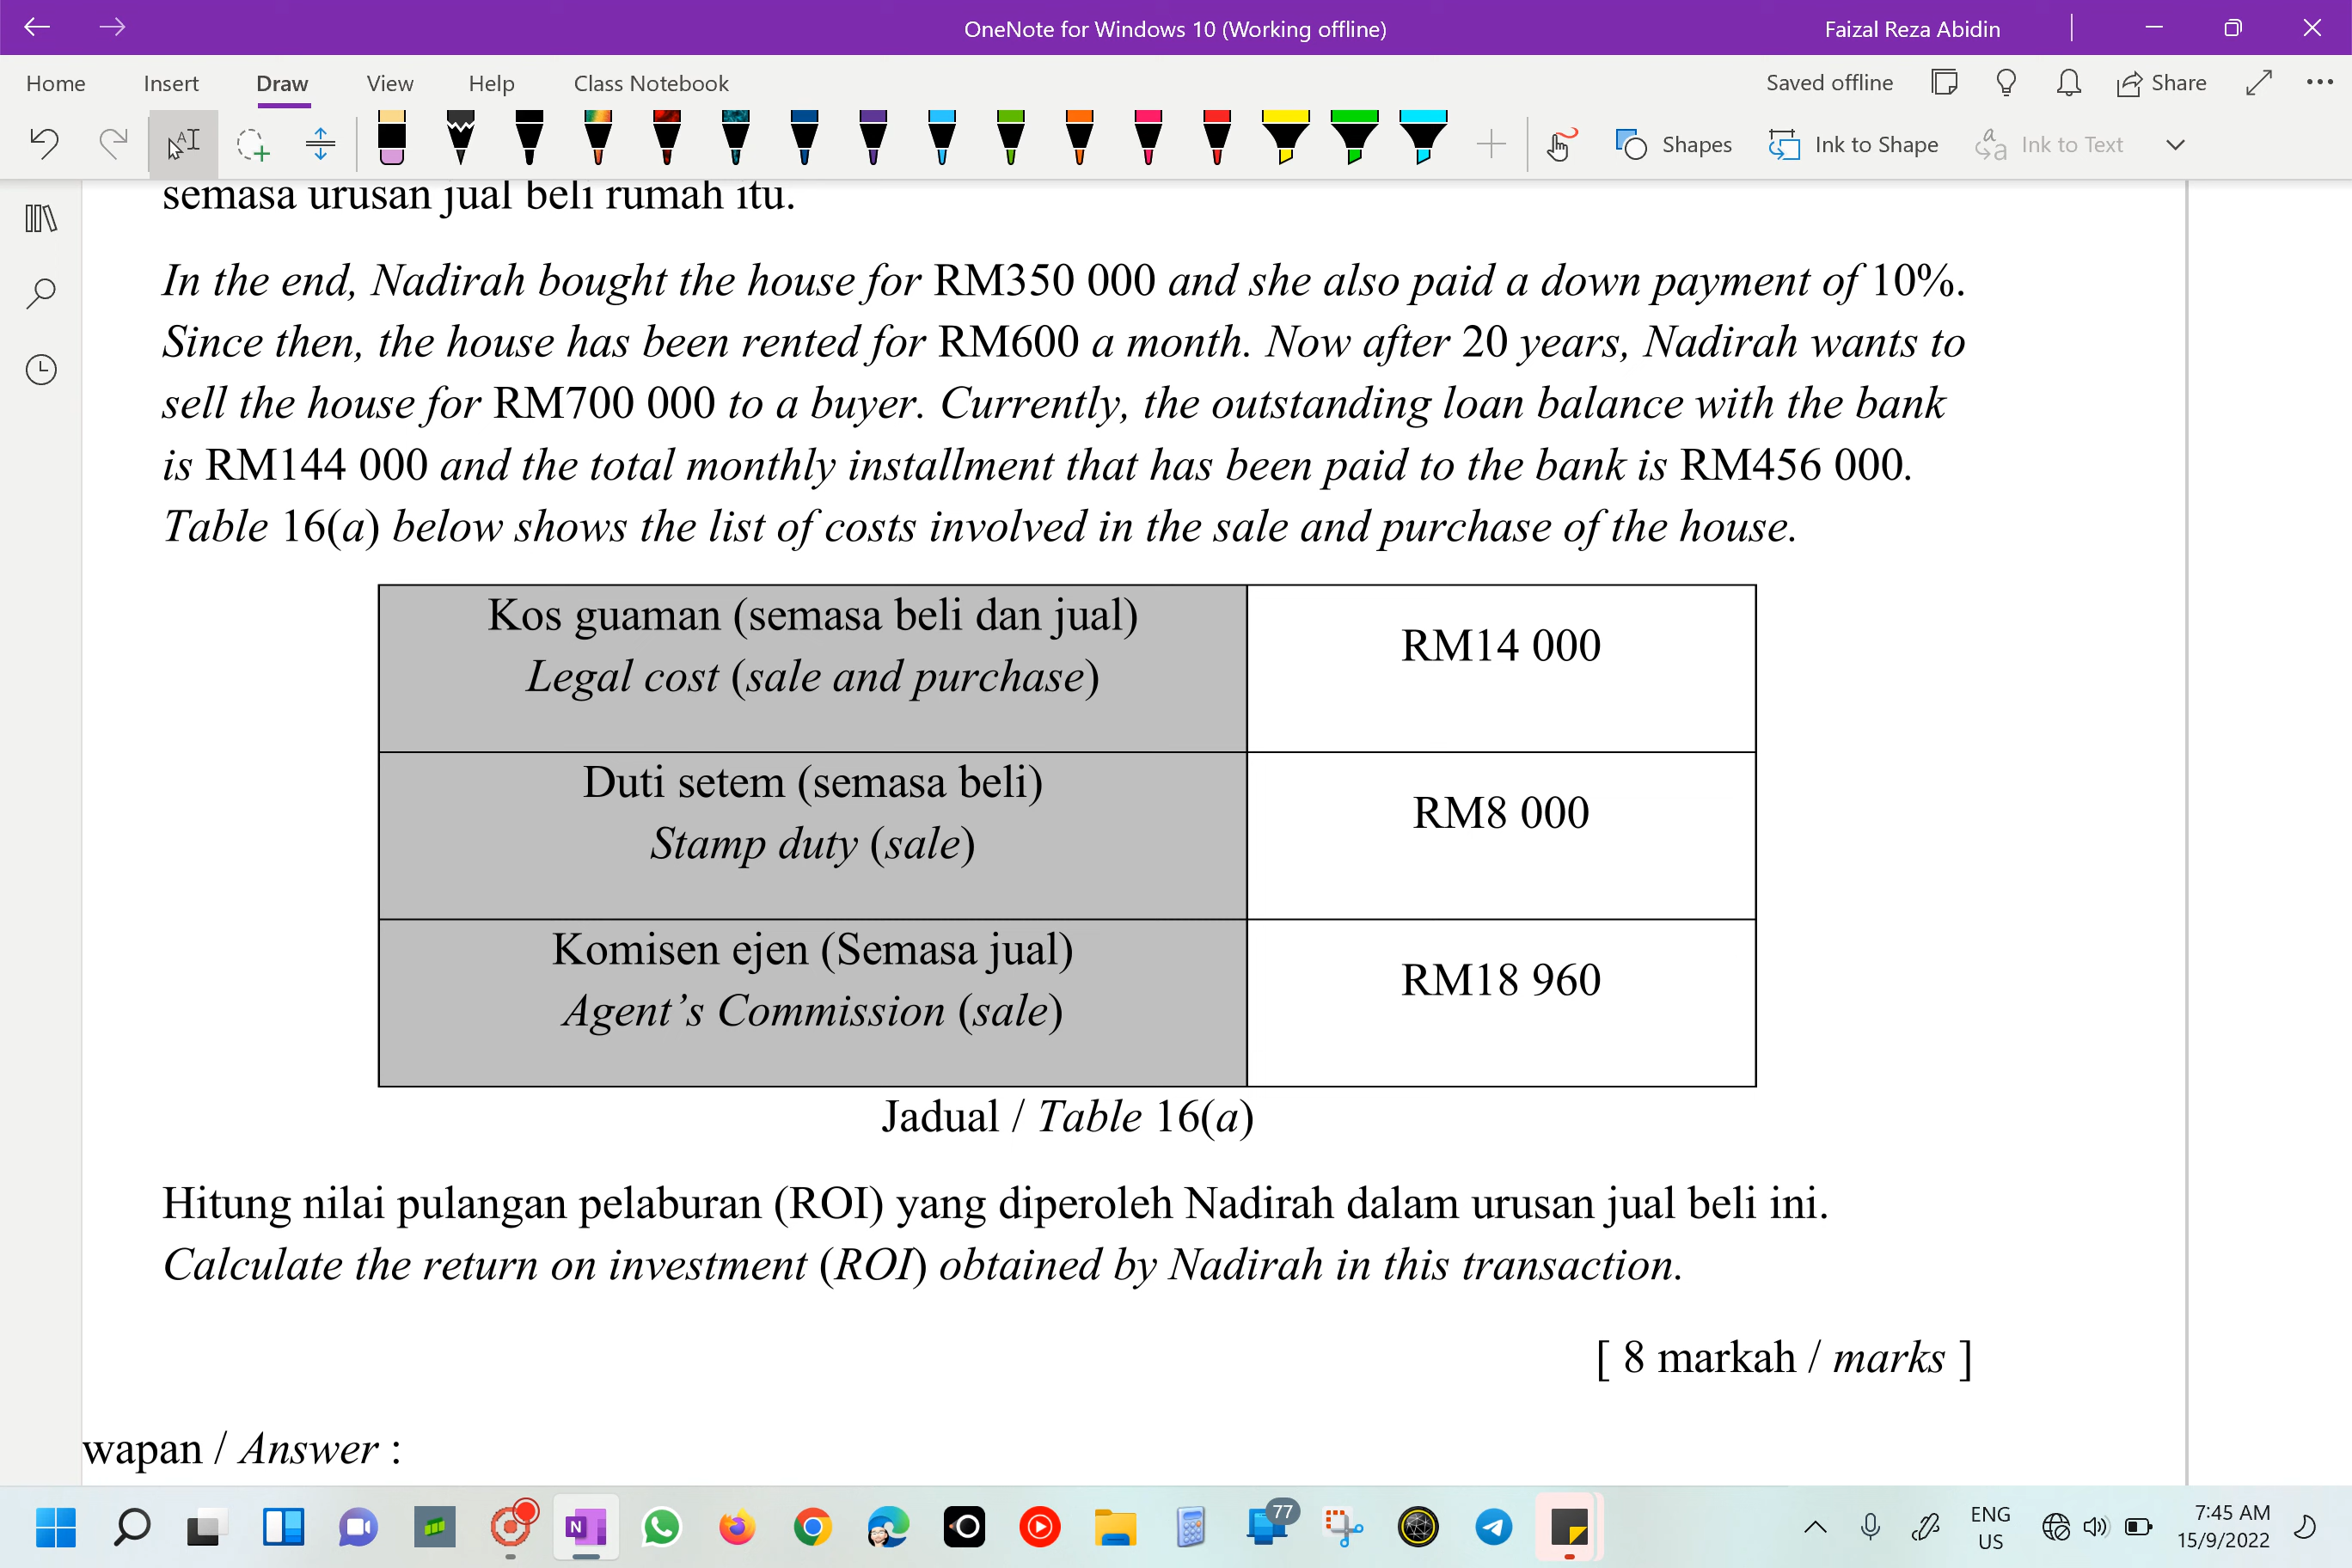 OneNote for Windows 10 (Working offline)
Faizal Reza Abidin
Home Insert Draw View Help Class Notebook
Saved offline
Share
Shapes
Ink to Shape
Ink to Text
semasa urusan jual beli rumah itu.
In the end, Nadirah bought the house for RM350 000 and she also paid a down payment of 10%.
Since then, the house has been rented for RM600 a month. Now after 20 years, Nadirah wants to
sell the house for RM700 000 to a buyer. Currently, the outstanding loan balance with the bank
is RM144 000 and the total monthly installment that has been paid to the bank is RM456 000.
Table 16(a) below shows the list of costs involved in the sale and purchase of the house.
Kos guaman (semasa beli dan jual)
Legal cost (sale and purchase)
RM14 000
Duti setem (semasa beli)
Stamp duty (sale)
RM8 000
Komisen ejen (Semasa jual)
Agent's Commission (sale)
RM18 960
Jadual / Table 16(a)
Hitung nilai pulangan pelaburan (ROI) yang diperoleh Nadirah dalam urusan jual beli ini.
Calculate the return on investment (ROI) obtained by Nadirah in this transaction.
[ 8 markah / marks ]
wapan / Answer :
77
ENG
US
7:45 AM
15/9/2022